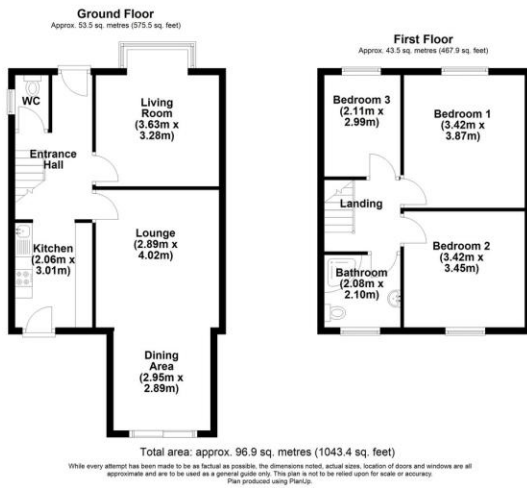 Ground Floor
Approx. 53.5 sq. metres (575.5 sq. feet)
WC
Living
Room
(3.63m x
3.28m)
Entrance
Hall
Kitchen
(2.06m x
3.01m)
Lounge
(2.89m x
4.02m)
Dining
Area
(2.95m x
2.89m)
First Floor
Approx. 43.5 sq. metres (467.9 sq. feet)
Bedroom 3
(2.11m x
2.99m)
Bedroom 1
(3.42m x
3.87m)
Landing
Bedroom 2
(3.42m x
3.45m)
Bathroom
(2.08m x
2.10m)
Total area: approx. 96.9 sq. metres (1043.4 sq. feet)
While every attempt has been made to be as factual as possible, the dimensions noted, actual sizes, location of doors and windows are all
approximate and are to be used as a general guide only. This plan is not to be relied upon for scale or accuracy.
Plan produced using PlanUp.